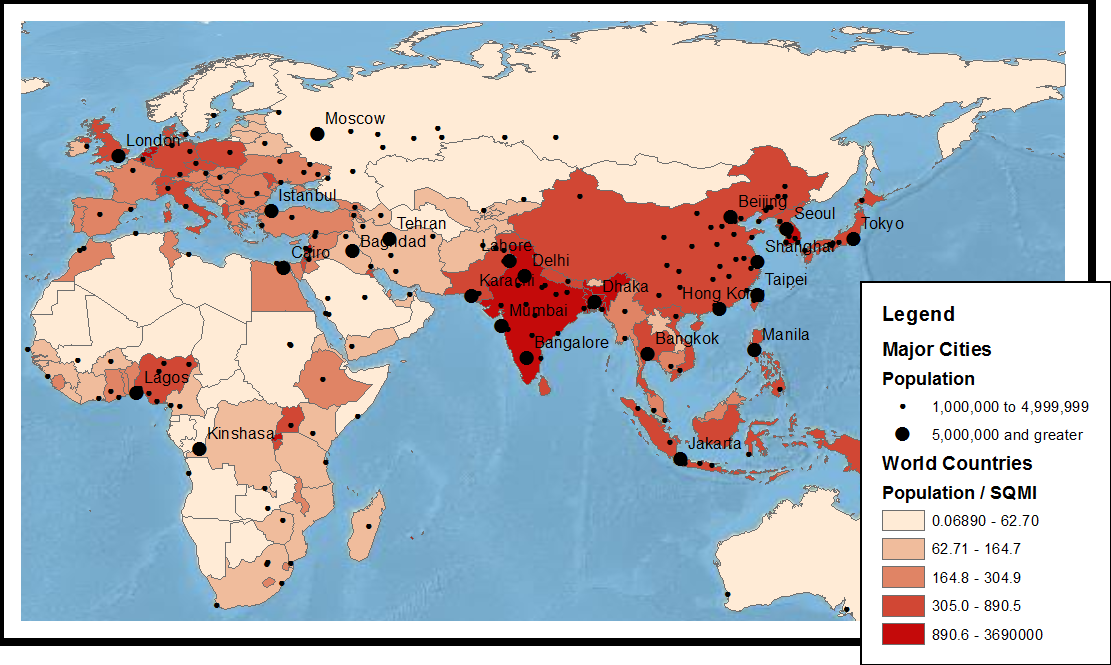 Moscow
London
Istanbul
Tehran
Baghdad
Cairo
Lahore
Delhi
Karachi
Dhaka
Mumbai
Bangalore
Beijing
Seoul
Tokyo
Shanghai
Taipei
Hong Kong
Bangkok
Manila
Lagos
Kinshasa
Jakarta
Legend
Major Cities
Population
1,000,000 to 4,999,999
5,000,000 and greater
World Countries
Population / SQMI
0.06890 - 62.70
62.71 - 164.7
164.8 - 304.9
305.0 - 890.5
890.6 - 3690000